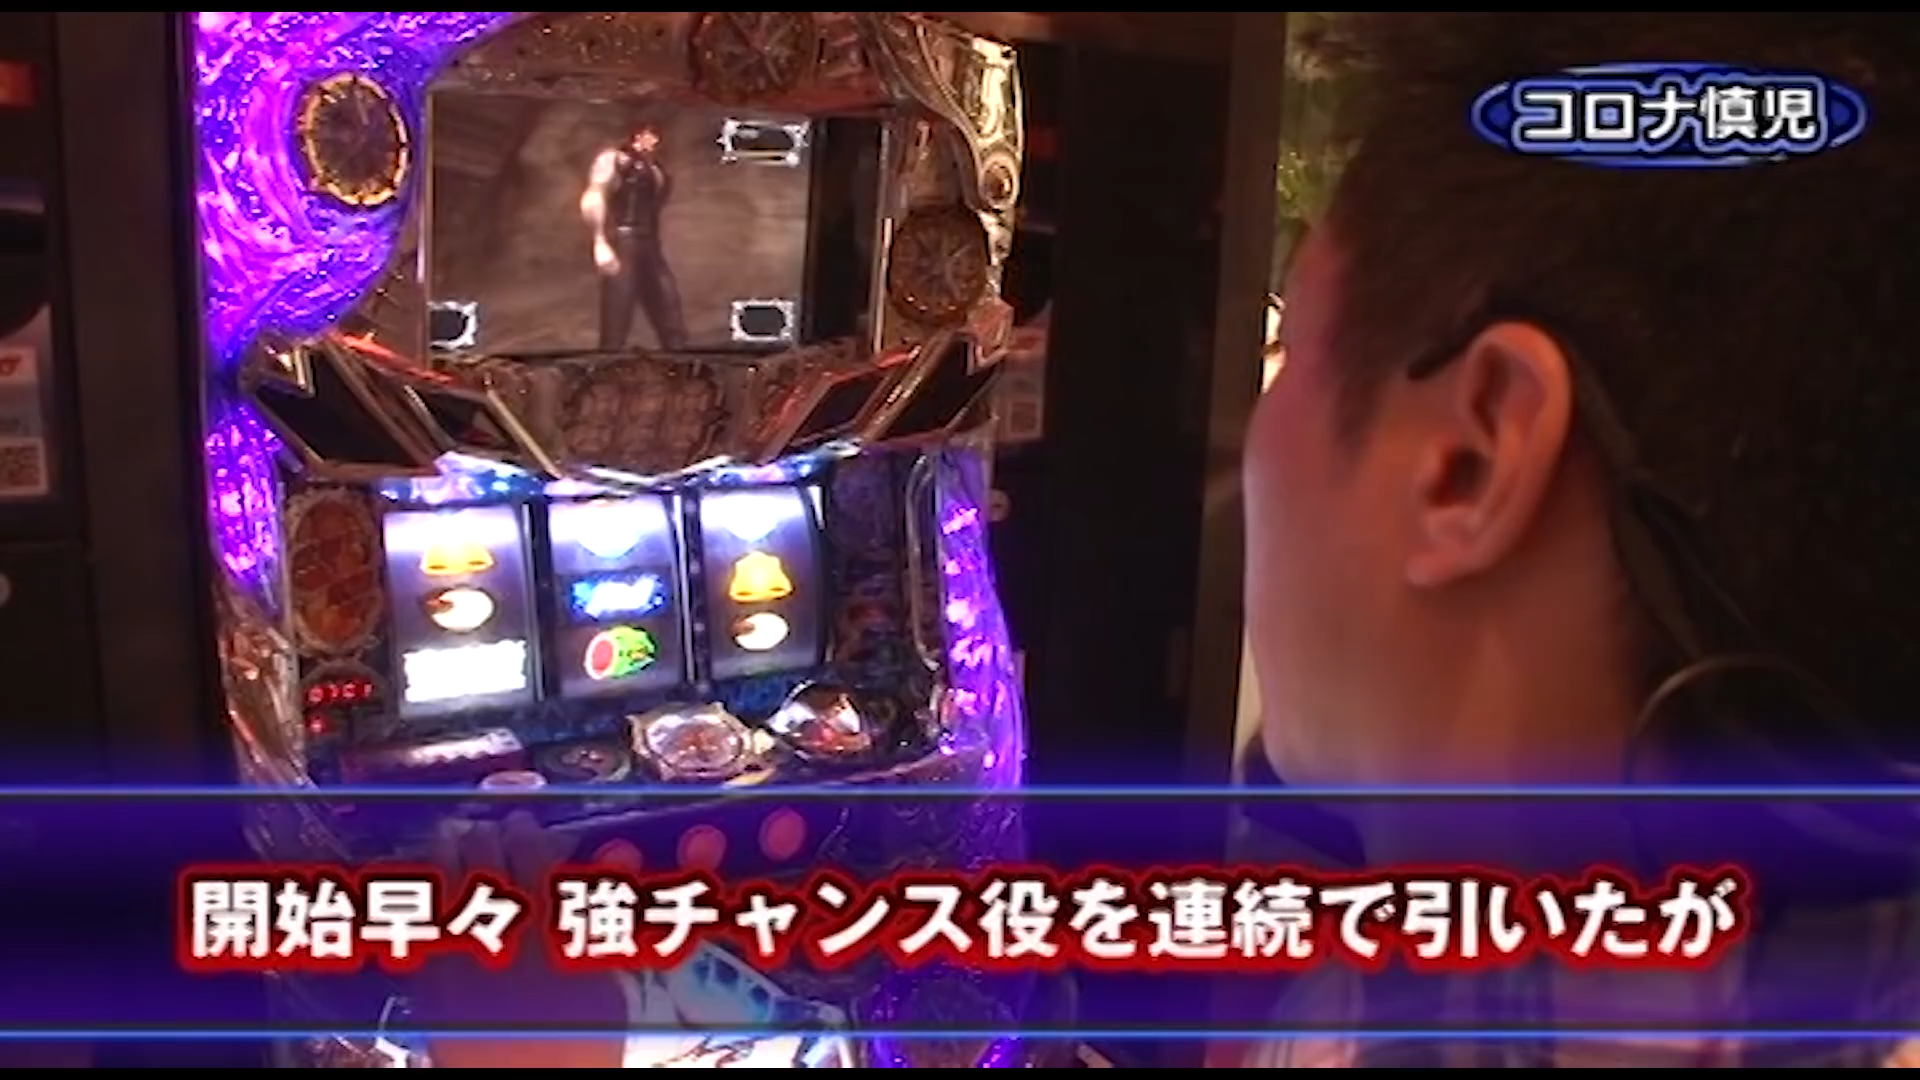 コロナ慎児
開始早々 強チャンス役を連続で引いたが